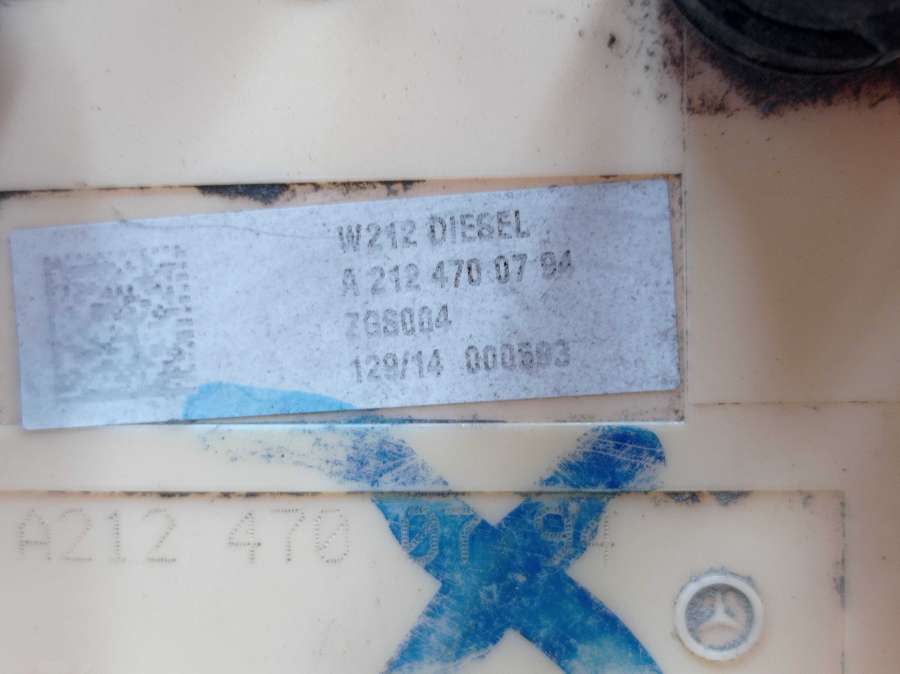 W212 DIESEL
A 212 470 07 94
ZGS004
129/14 000593
A212 470 07 94